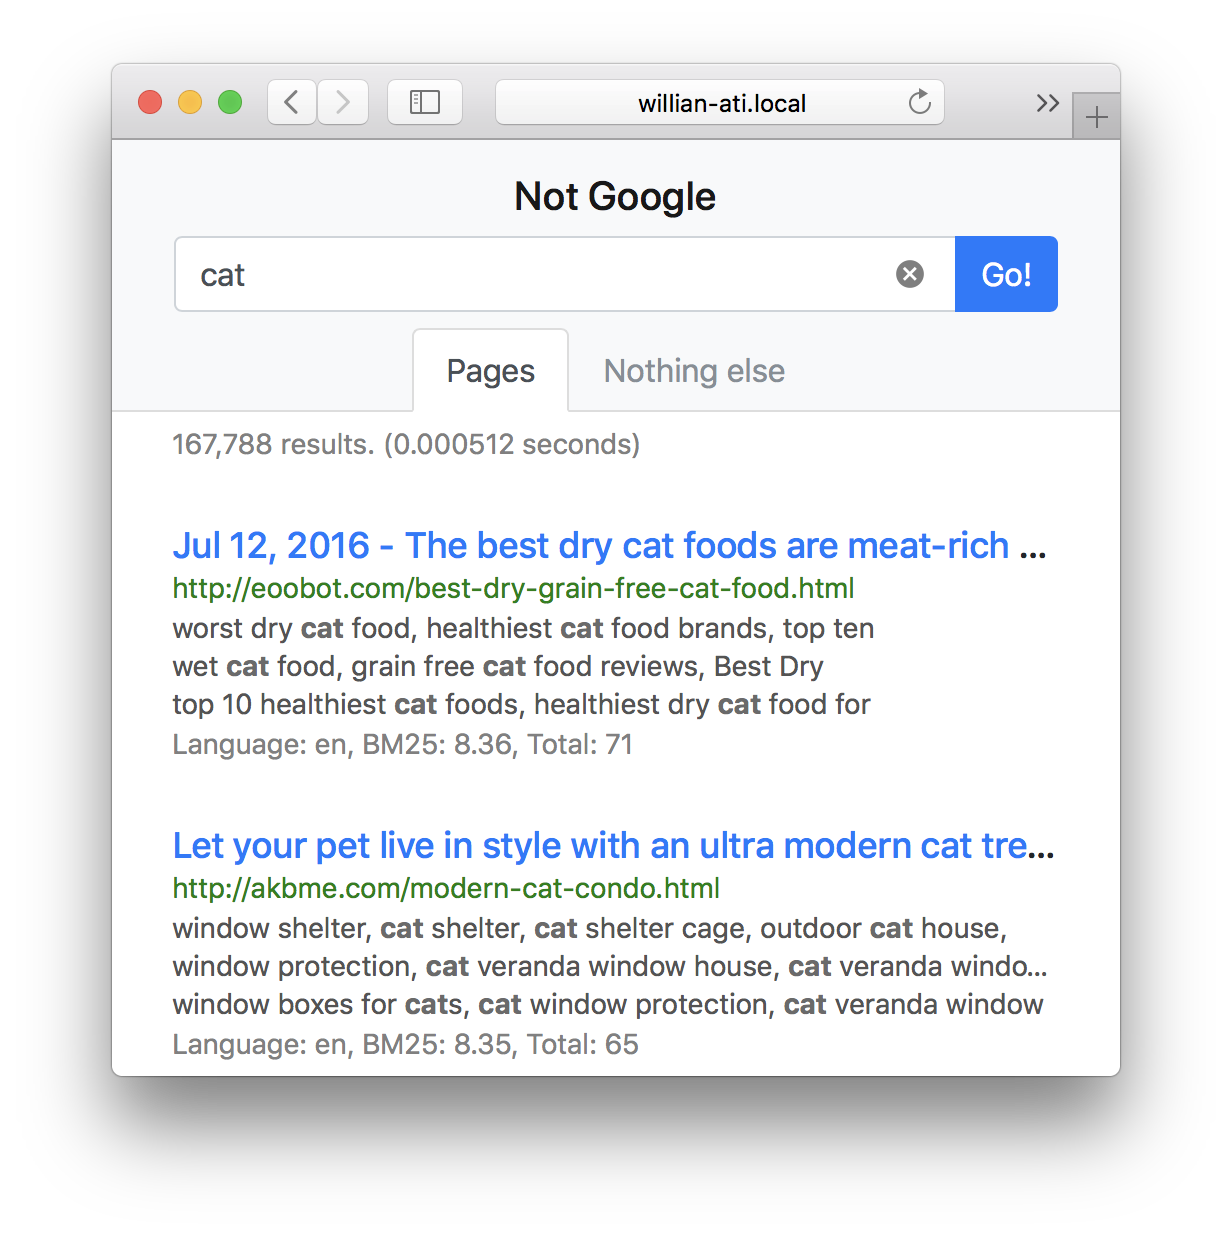 willian-ati.local
Not Google
cat
Go!
Pages
Nothing else
167,788 results. (0.000512 seconds)
Jul 12, 2016 - The best dry cat foods are meat-rich ...
http://eoobot.com/best-dry-grain-free-cat-food.html
worst dry cat food, healthiest cat food brands, top ten
wet cat food, grain free cat food reviews, Best Dry
top 10 healthiest cat foods, healthiest dry cat food for
Language: en, BM25: 8.36, Total: 71
Let your pet live in style with an ultra modern cat tre...
http://akbme.com/modern-cat-condo.html
window shelter, cat shelter, cat shelter cage, outdoor cat house,
window protection, cat veranda window house, cat veranda windo...
window boxes for cats, cat window protection, cat veranda window
Language: en, BM25: 8.35, Total: 65